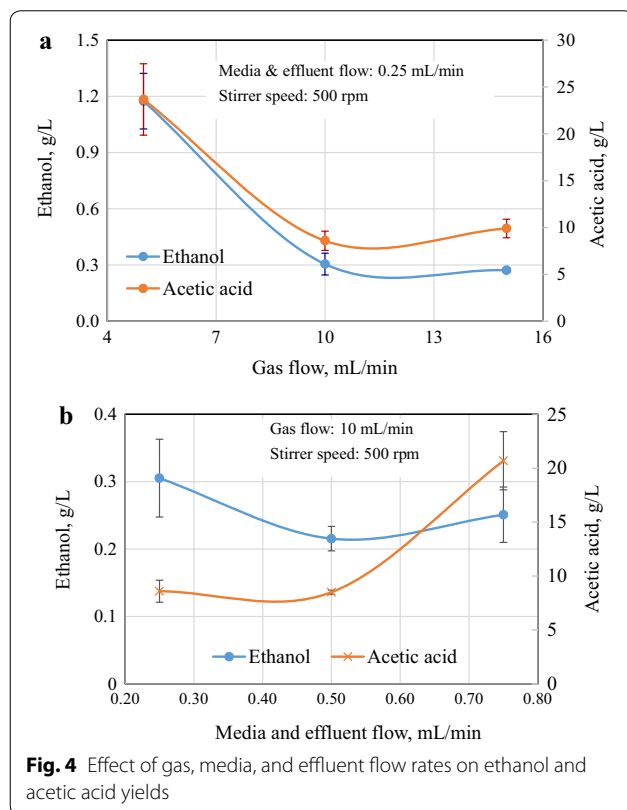 a
1.5
1.2
0.9
0.6
0.3
0.0
Ethanol, g/L
30
25
20
15
10
5
0
Acetic acid, g/L
Media & effluent flow: 0.25 mL/min
Stirrer speed: 500 rpm
Ethanol
Acetic acid
4 7 10 13 16
Gas flow, mL/min
b
0.4
0.3
0.2
0.1
0
Ethanol, g/L
25
20
15
10
5
0
Acetic acid, g/L
Gas flow: 10 mL/min
Stirrer speed: 500 rpm
Ethanol Acetic acid
0.20 0.30 0.40 0.50 0.60 0.70 0.80
Media and effluent flow, mL/min
Fig. 4 Effect of gas, media, and effluent flow rates on ethanol and
acetic acid yields